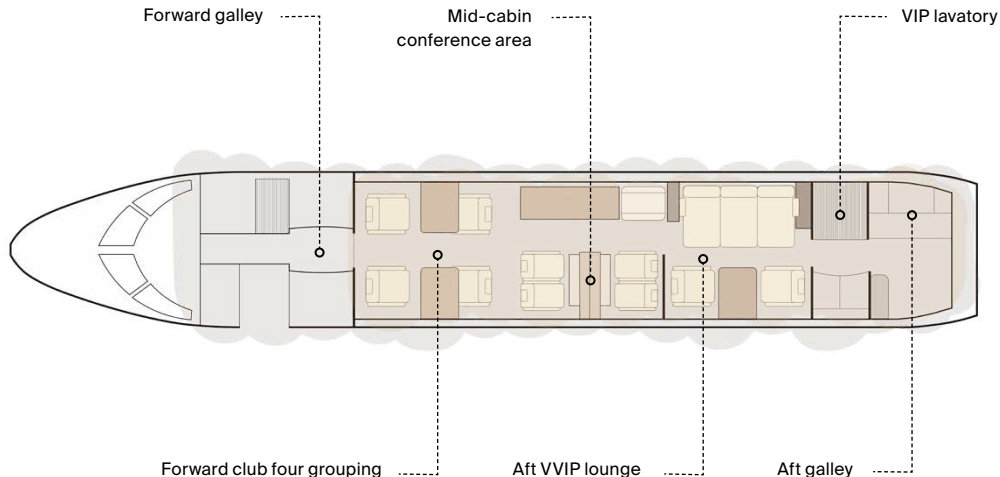 Forward galley
Mid-cabin
conference area
VIP lavatory
Forward club four grouping
Aft VVIP lounge
Aft galley